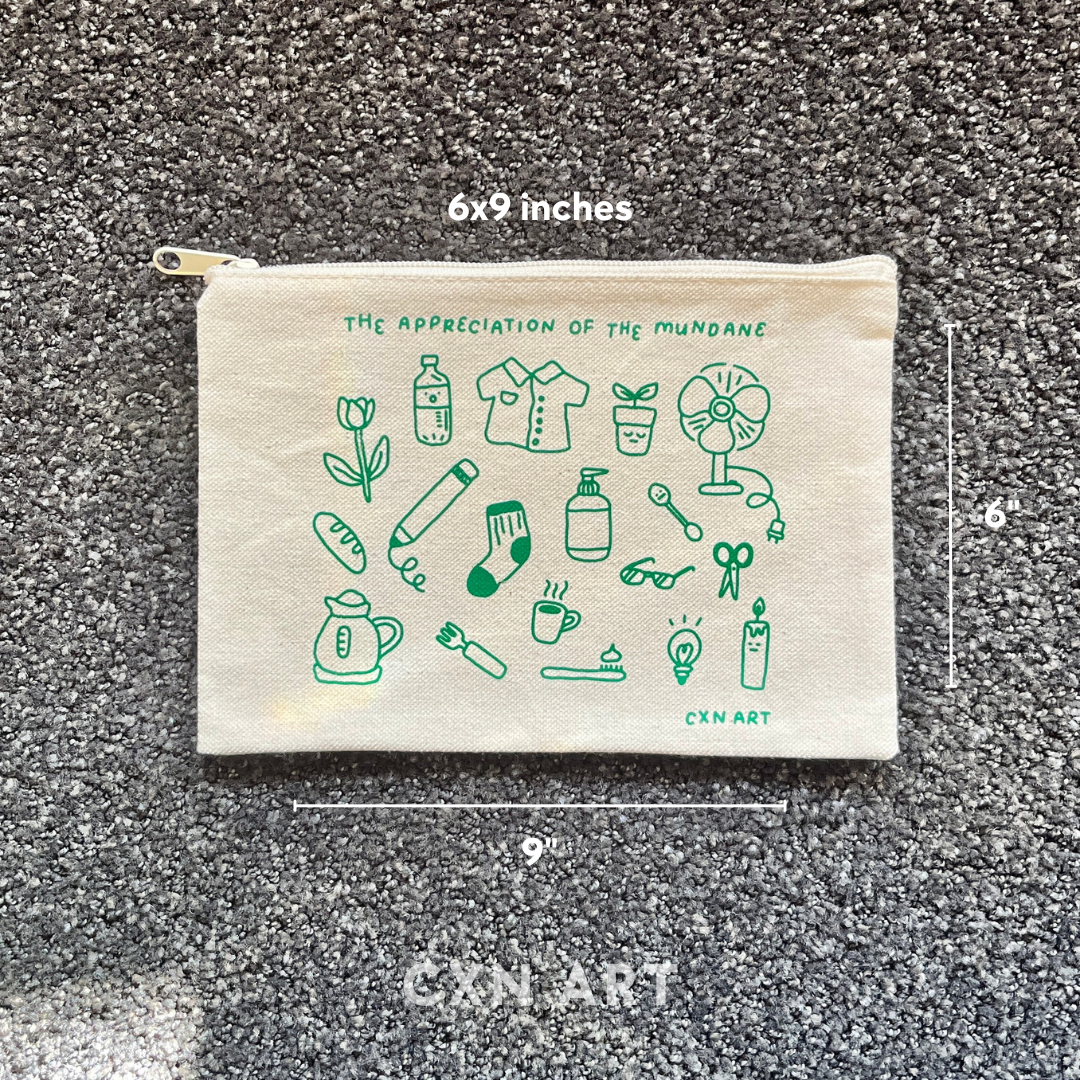 6x9 inches
THE APPRECIATION OF THE MUNDANE
6"
CXN ART
9"
CXN ART